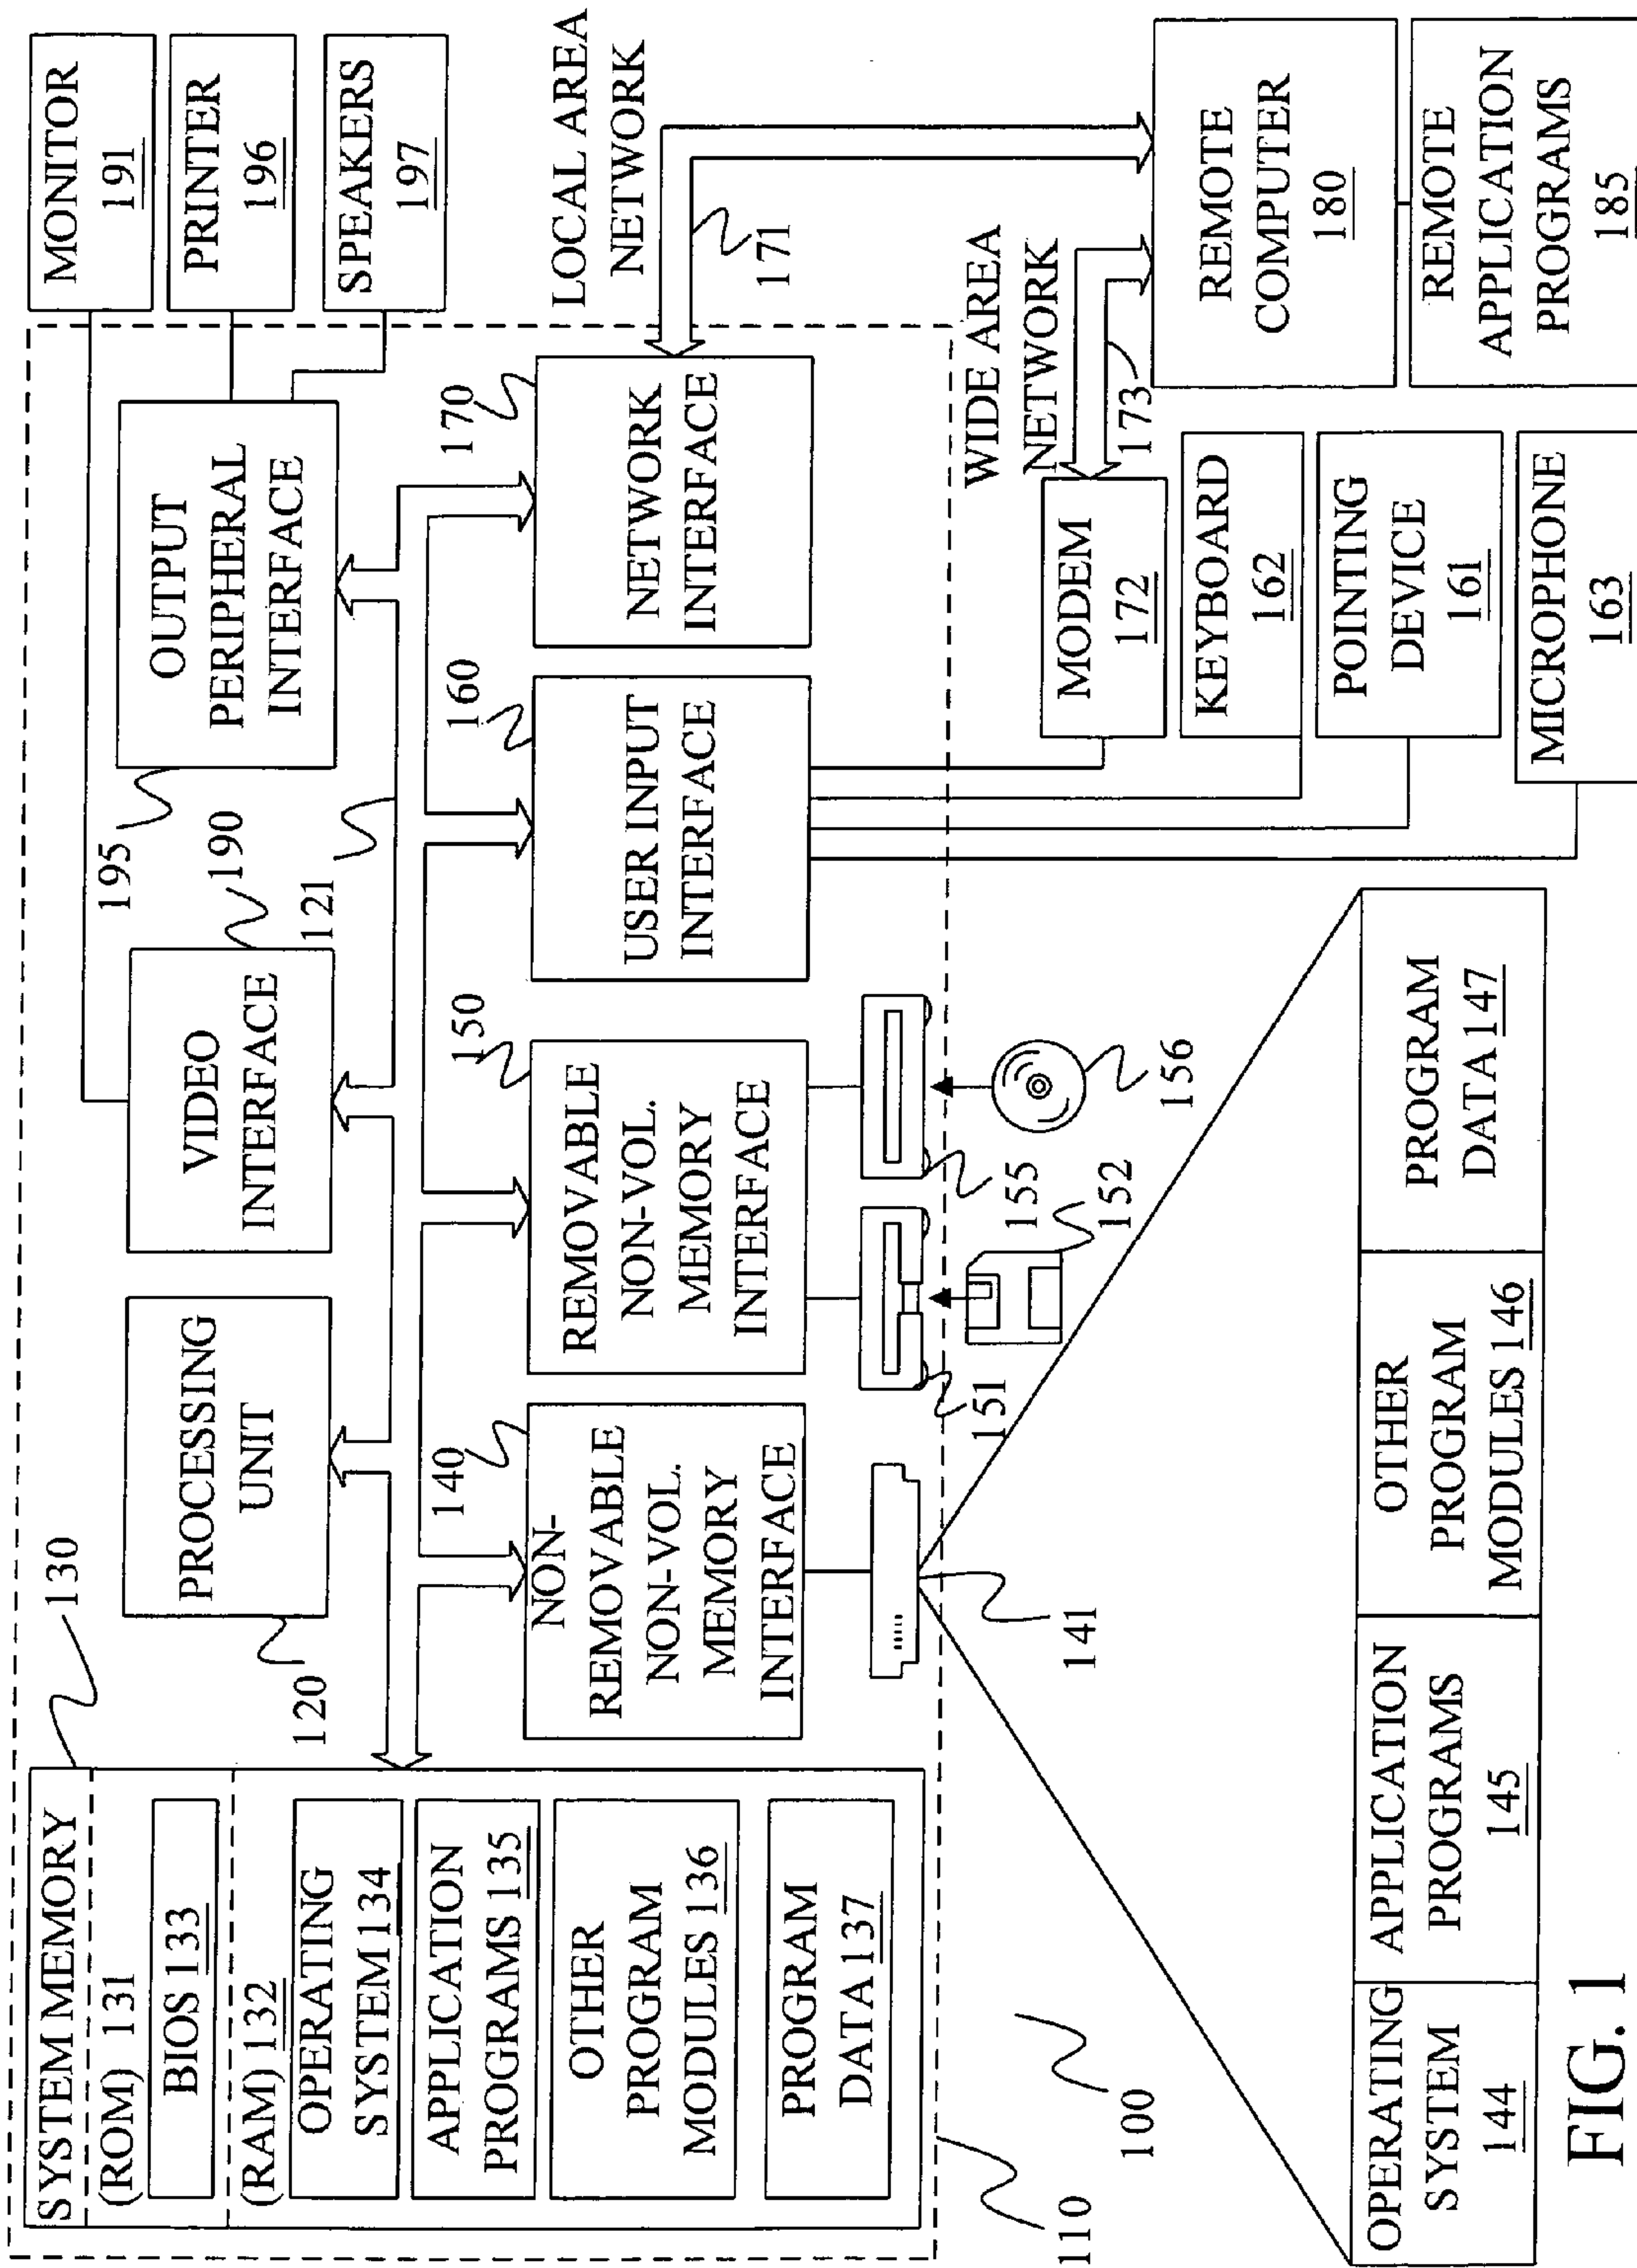 SYSTEM MEMORY
(ROM) 131
BIOS 133
(RAM) 132
OPERATING
SYSTEM 134
APPLICATION
PROGRAMS 135
OTHER
PROGRAM
MODULES 136
PROGRAM
DATA 137
130
120
PROCESSING
UNIT
VIDEO
INTERFACE
190
121
195
OUTPUT
PERIPHERAL
INTERFACE
MONITOR
191
PRINTER
196
SPEAKERS
197
140
NON-
REMOVABLE
NON-VOL.
MEMORY
INTERFACE
150
REMOVABLE
NON-VOL.
MEMORY
INTERFACE
160
USER INPUT
INTERFACE
170
NETWORK
INTERFACE
LOCAL AREA
NETWORK
171
WIDE AREA
NETWORK
173
141
151
152
155
156
MODEM
172
KEYBOARD
162
POINTING
DEVICE
161
MICROPHONE
163
REMOTE
COMPUTER
180
REMOTE
APPLICATION
PROGRAMS
185
110
100
OPERATING
SYSTEM
144
APPLICATION
PROGRAMS
145
OTHER
PROGRAM
MODULES 146
PROGRAM
DATA 147
FIG. 1